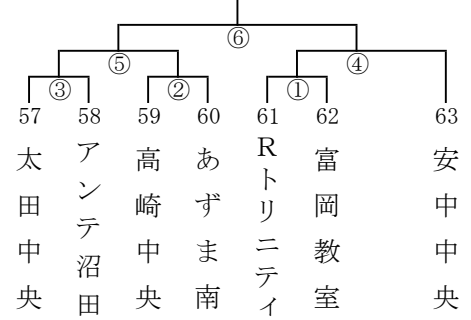 ⑥
⑤
④
③
②
①
57
58
59
60
61
62
63
太田中央
アンテ沼田
高崎中央
あずま南
Rトリニテイ
富岡教室
安中中央